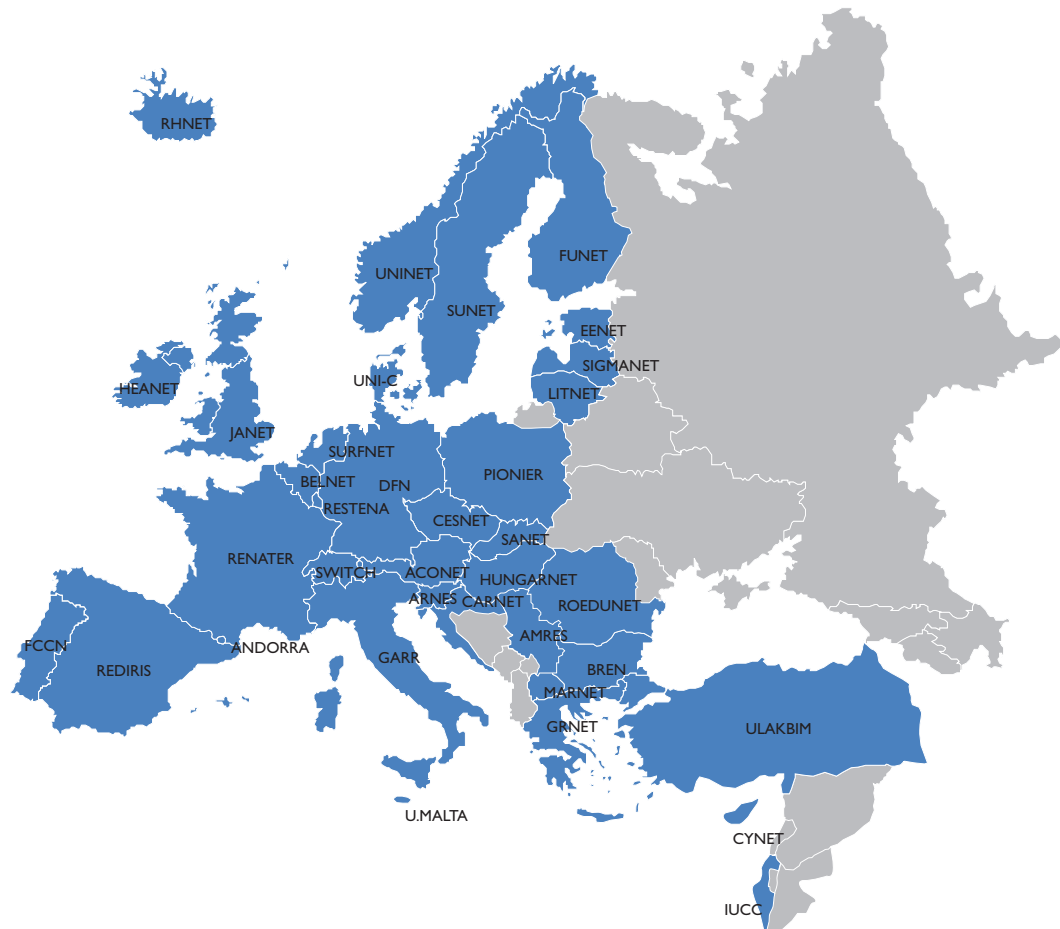 RHNET
UNINET
FUNET
SUNET
EENET
SIGMANET
UNI-C
HEANET
LITNET
JANET
SURFNET
PIONIER
BELNET
DFN
RESTENA
CESNET
SANET
RENATER
SWITCH
ACONET
HUNGARNET
ARNES
CARNET
ROEDUNET
AMRES
FCCN
ANDORRA
GARR
REDIRIS
BREN
MARNET
GRNET
ULAKBIM
U.MALTA
CYNET
IUCC